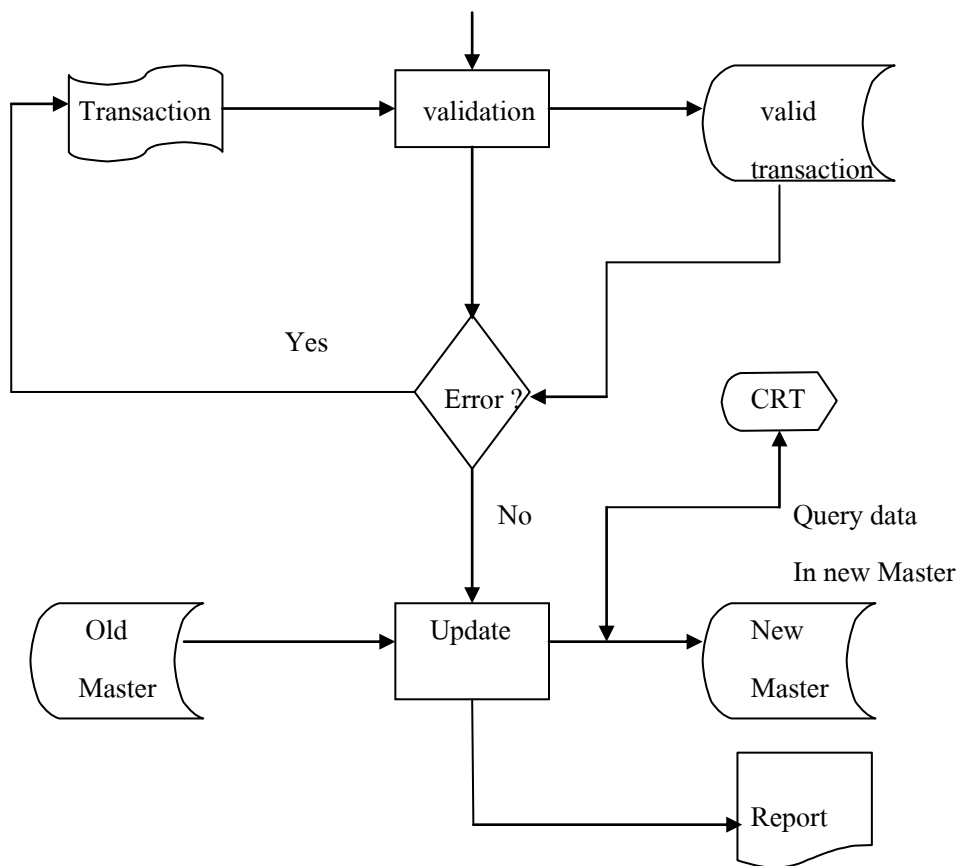 Transaction
validation
valid
transaction
Yes
Error ?
CRT
No
Query data
In new Master
Old
Master
Update
New
Master
Report